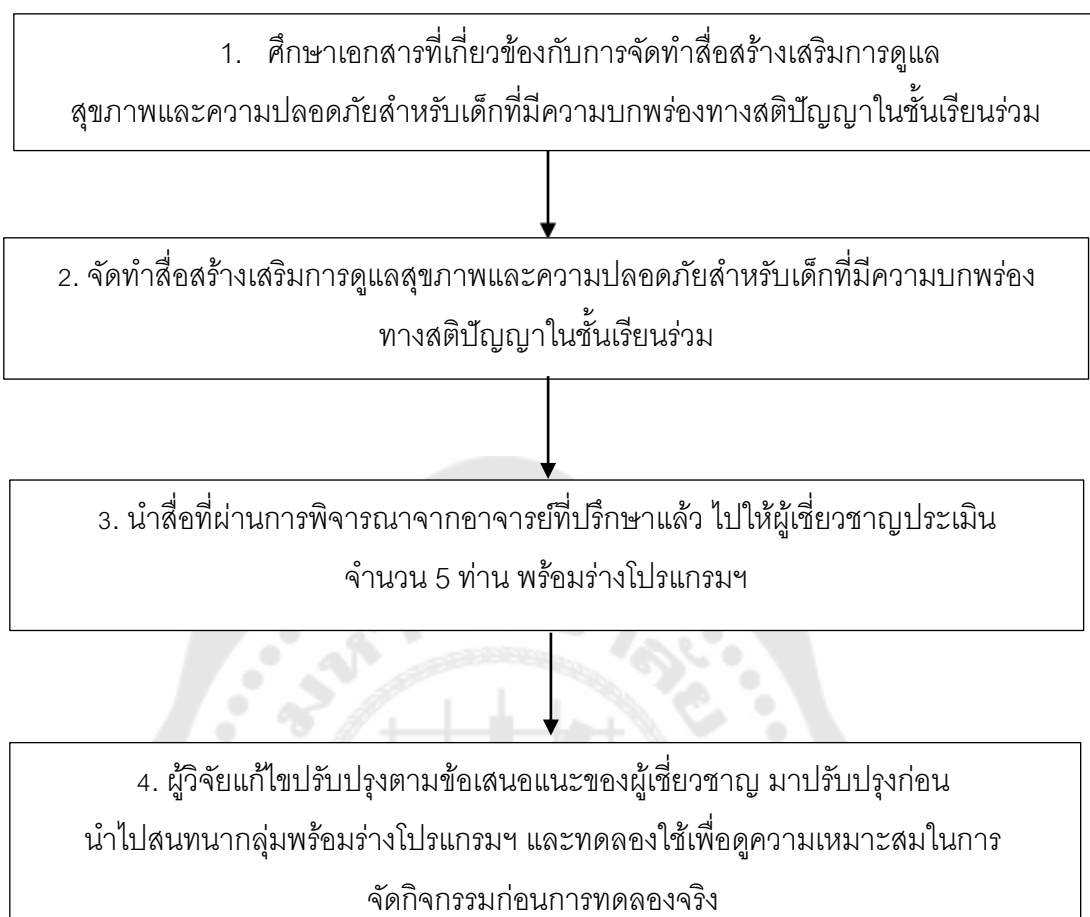 1. ศึกษาเอกสารที่เกี่ยวข้องกับการจัดทำสื่อสร้างเสริมการดูแล
สุขภาพและความปลอดภัยสำหรับเด็กที่มีความบกพร่องทางสติปัญญาในชั้นเรียนร่วม
2. จัดทำสื่อสร้างเสริมการดูแลสุขภาพและความปลอดภัยสำหรับเด็กที่มีความบกพร่อง
ทางสติปัญญาในชั้นเรียนร่วม
3. นำสื่อที่ผ่านการพิจารณาจากอาจารย์ที่ปรึกษาแล้ว ไปให้ผู้เชี่ยวชาญประเมิน
จำนวน 5 ท่าน พร้อมร่างโปรแกรมฯ
4. ผู้วิจัยแก้ไขปรับปรุงตามข้อเสนอแนะของผู้เชี่ยวชาญ มาปรับปรุงก่อน
นำไปสนทนากลุ่มพร้อมร่างโปรแกรมฯ และทดลองใช้เพื่อดูความเหมาะสมในการ
จัดกิจกรรมก่อนการทดลองจริง